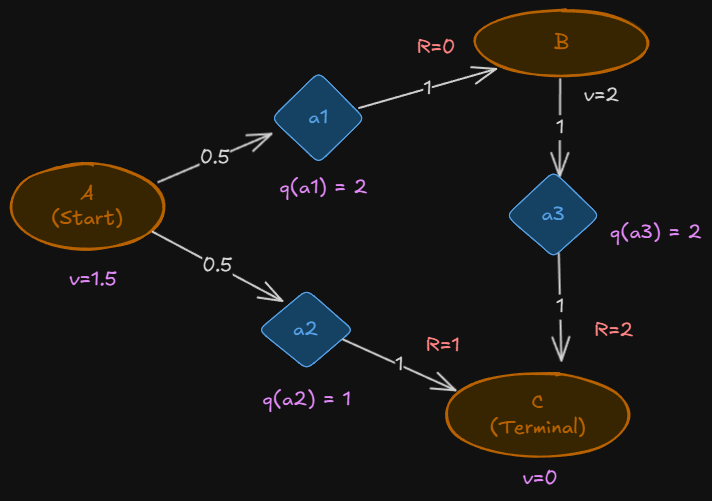 R=0
B
a1
1
v=2
0.5
1
q(a1) = 2
A
(Start)
a3
q(a3) = 2
0.5
v=1.5
1
a2
R=1
R=2
1
q(a2) = 1
C
(Terminal)
v=0